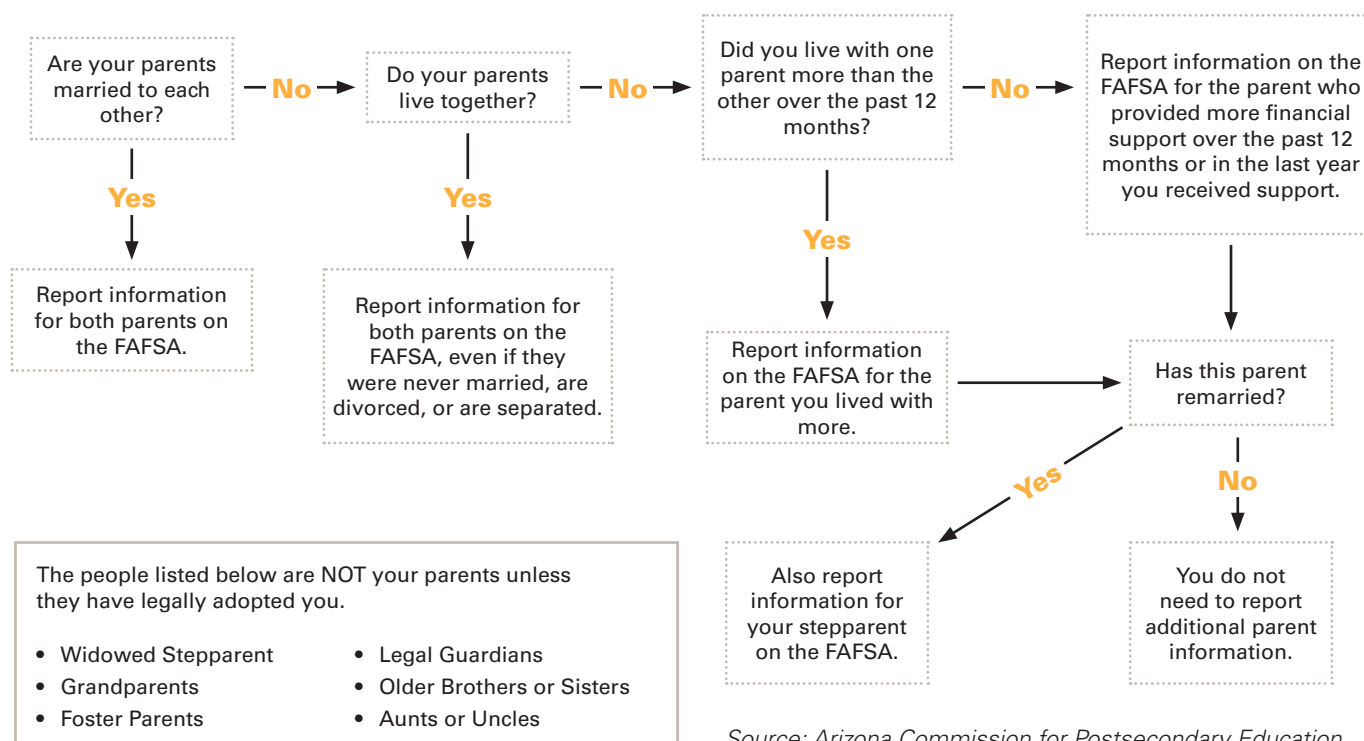 Are your parents
married to each
other?
No
Do your parents
live together?
No
Did you live with one
parent more than the
other over the past 12
months?
No
Report information on the
FAFSA for the parent who
provided more financial
support over the past 12
months or in the last year
you received support.
Yes
Yes
Yes
Report information
for both parents on
the FAFSA.
Report information for
both parents on the
FAFSA, even if they
were never married, are
divorced, or are separated.
Report information
on the FAFSA for the
parent you lived with
more.
Has this parent
remarried?
Yes
No
Also report
information for
your stepparent
on the FAFSA.
You do not
need to report
additional parent
information.
The people listed below are NOT your parents unless
they have legally adopted you.
• Widowed Stepparent
• Grandparents
• Foster Parents
• Legal Guardians
• Older Brothers or Sisters
• Aunts or Uncles
Source: Arizona Commission for Postsecondary Education